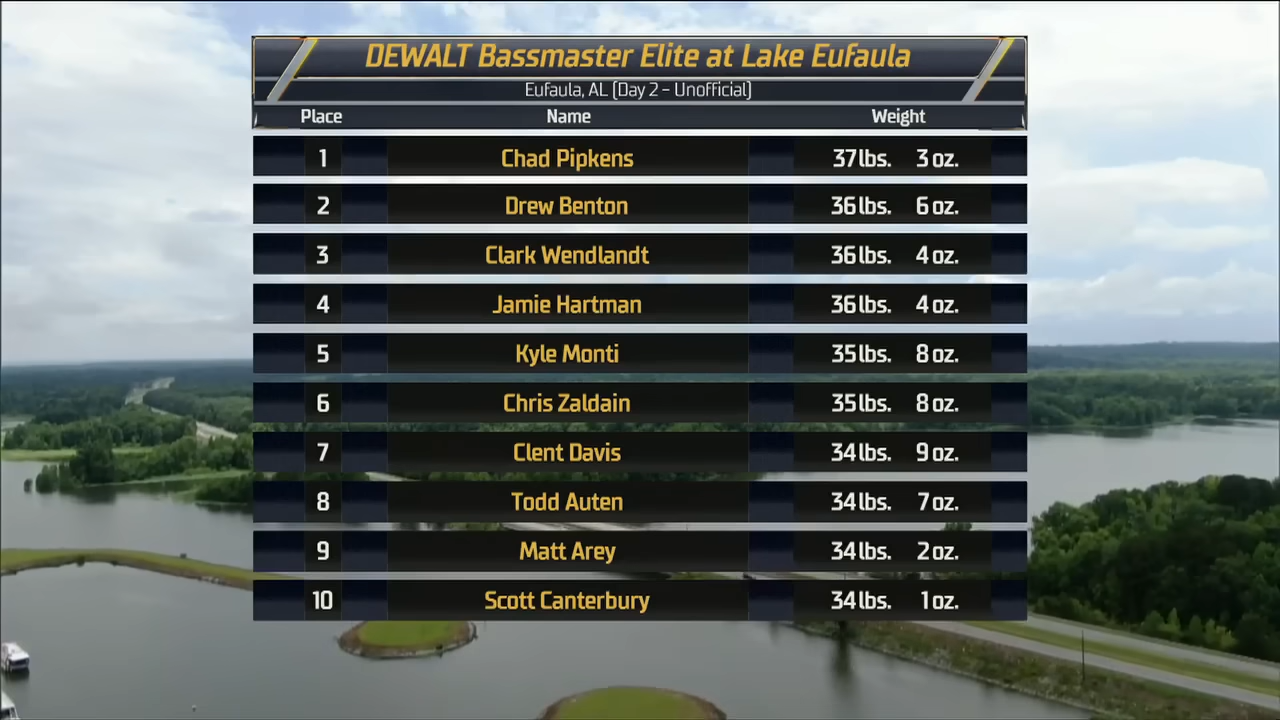 DEWALT Bassmaster Elite at Lake Eufaula
Eufaula, AL (Day 2 - Unofficial)
Place Name Weight
1 Chad Pipkens 37 lbs. 3 oz.
2 Drew Benton 36 lbs. 6 oz.
3 Clark Wendlandt 36 lbs. 4 oz.
4 Jamie Hartman 36 lbs. 4 oz.
5 Kyle Monti 35 lbs. 8 oz.
6 Chris Zaldain 35 lbs. 8 oz.
7 Clent Davis 34 lbs. 9 oz.
8 Todd Auten 34 lbs. 7 oz.
9 Matt Arey 34 lbs. 2 oz.
10 Scott Canterbury 34 lbs. 1 oz.